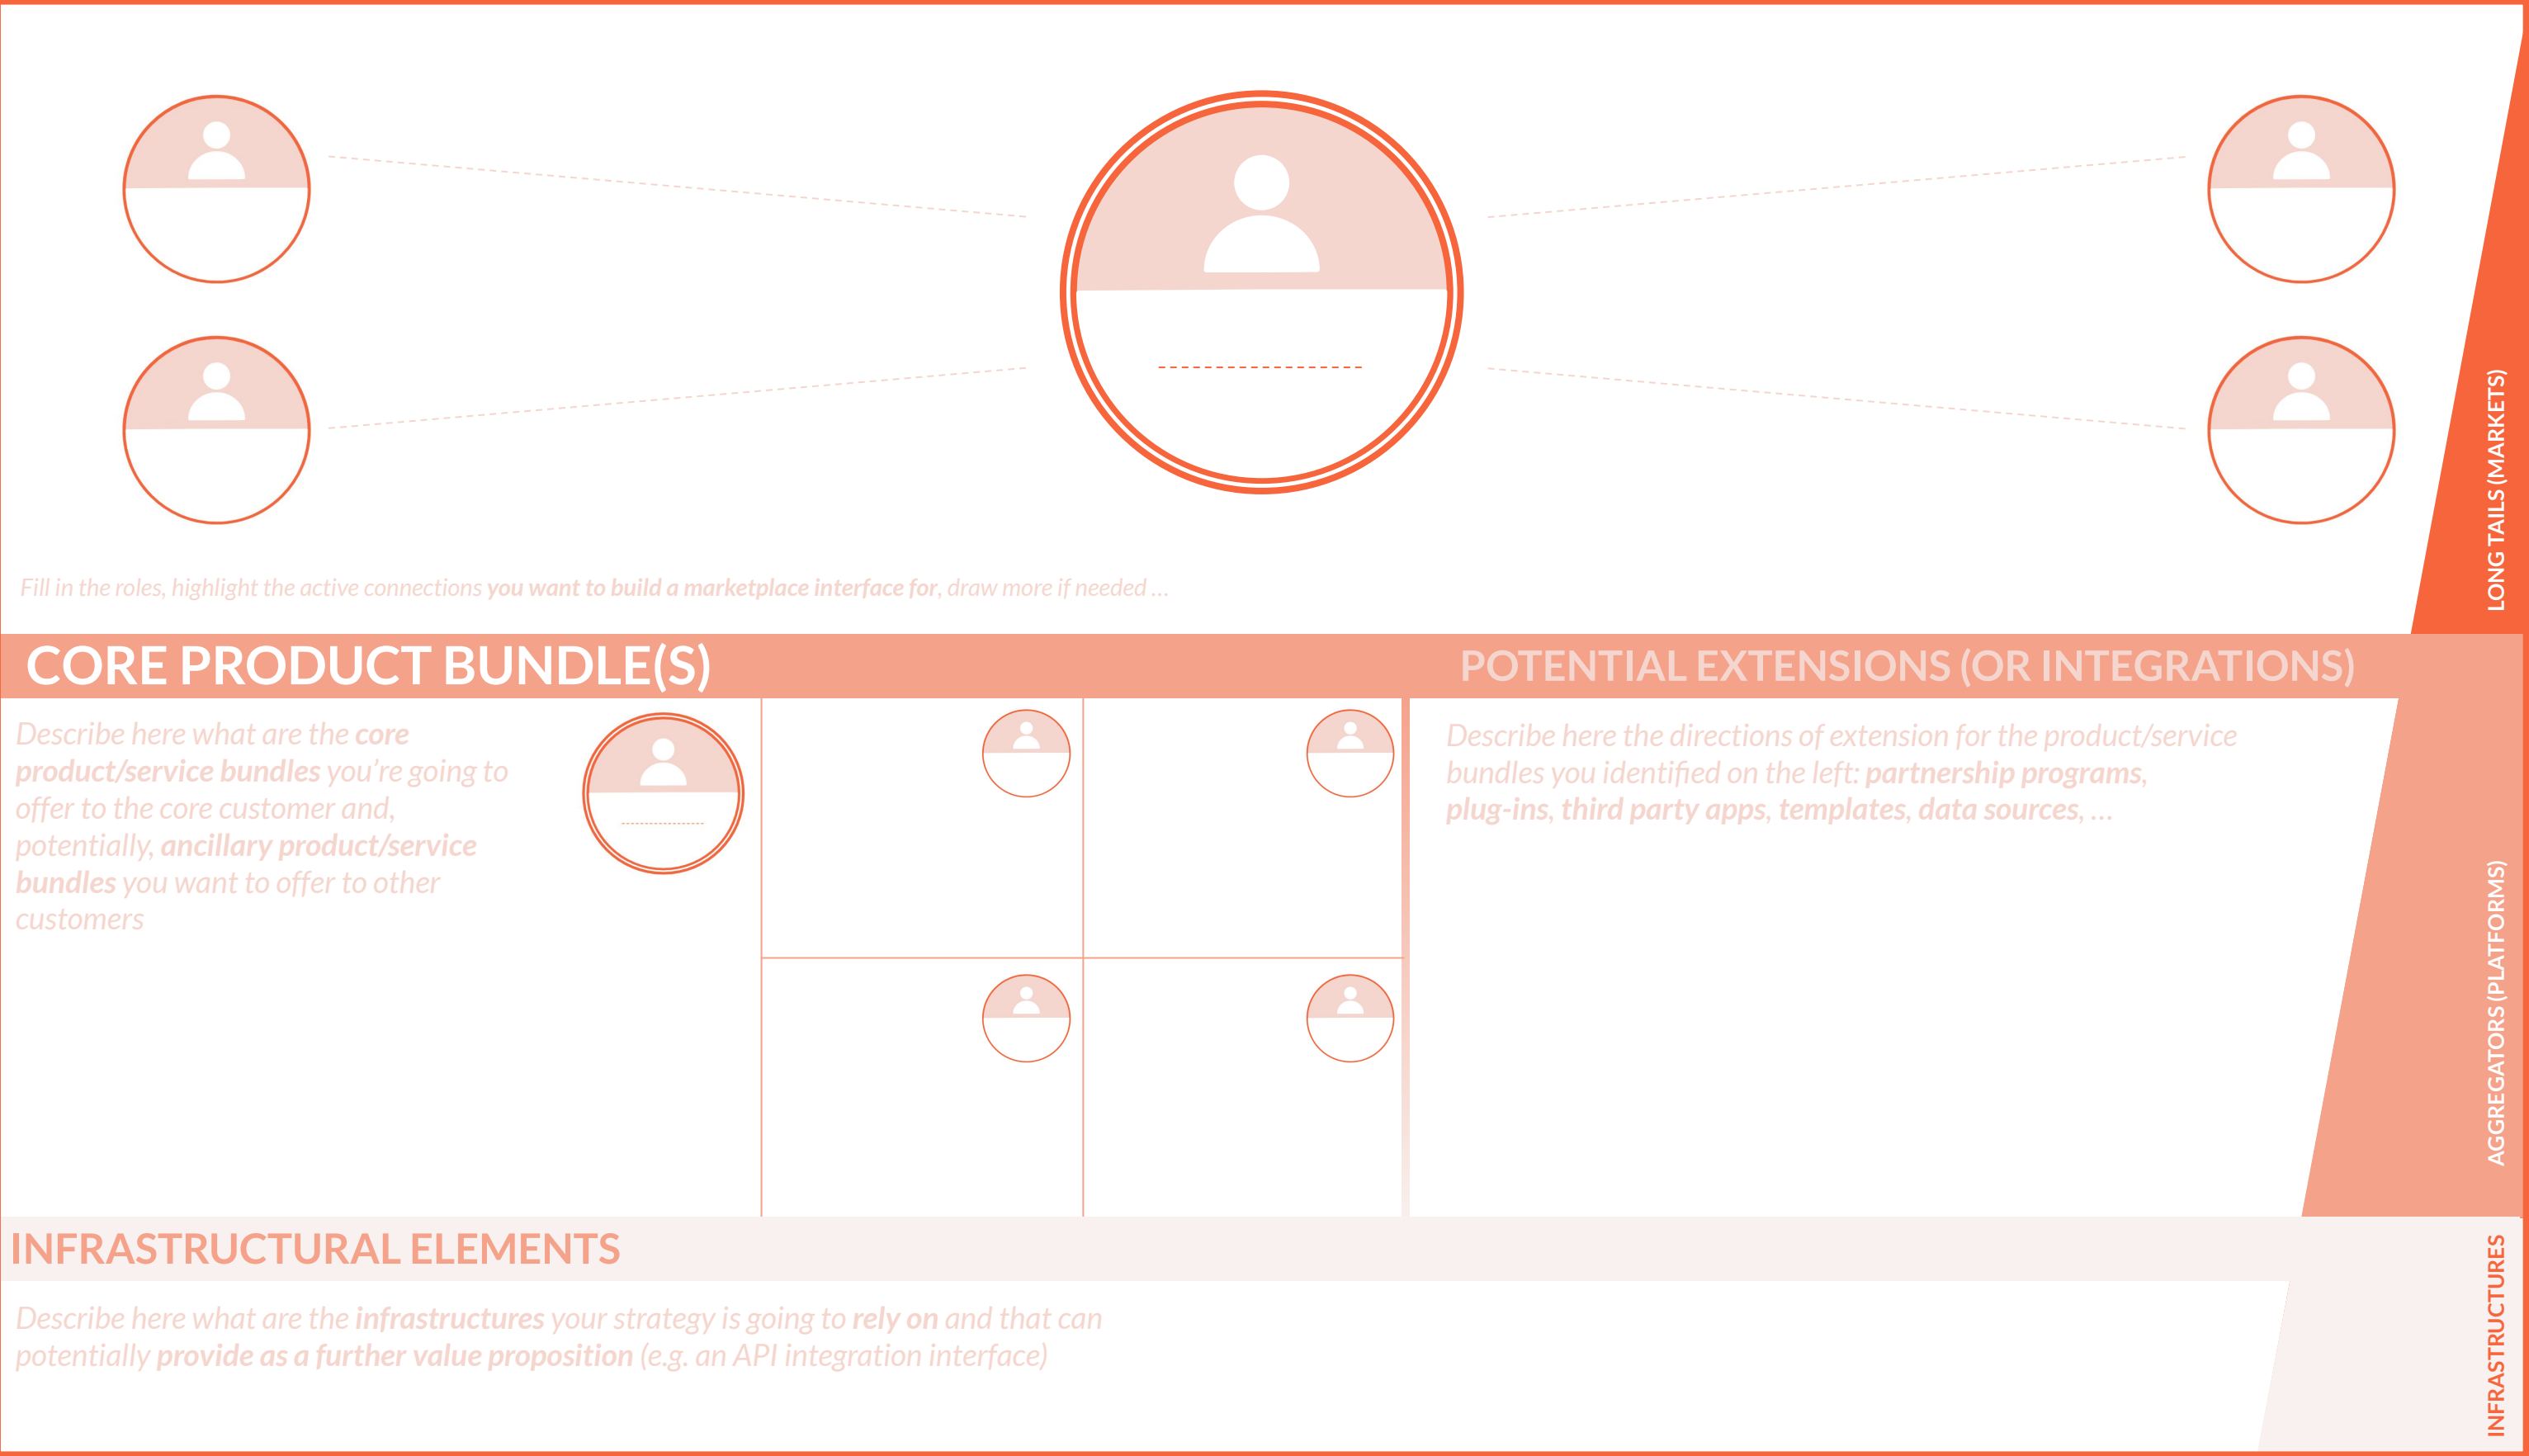 Fill in the roles, highlight the active connections you want to build a marketplace interface for, draw more if needed ...
LONG TAILS (MARKETS)
CORE PRODUCT BUNDLE(S)
POTENTIAL EXTENSIONS (OR INTEGRATIONS)
Describe here what are the core
product/service bundles you’re going to
offer to the core customer and,
potentially, ancillary product/service
bundles you want to offer to other
customers
Describe here the directions of extension for the product/service
bundles you identified on the left: partnership programs,
plug-ins, third party apps, templates, data sources, ...
AGGREGATORS (PLATFORMS)
INFRASTRUCTURAL ELEMENTS
Describe here what are the infrastructures your strategy is going to rely on and that can
potentially provide as a further value proposition (e.g. an API integration interface)
INFRASTRUCTURES